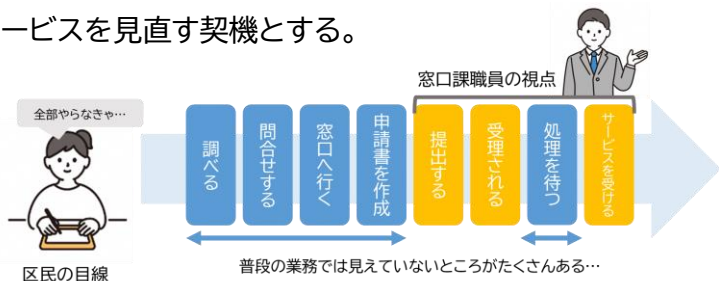 ービスを見直す契機とする。
窓口課職員の視点
全部やらなきゃ…
調べる
問合せする
窓口へ行く
申請書を作成
提出する
受理される
処理を待つ
サービスを受ける
普段の業務では見えていないところがたくさんある…
区民の目線